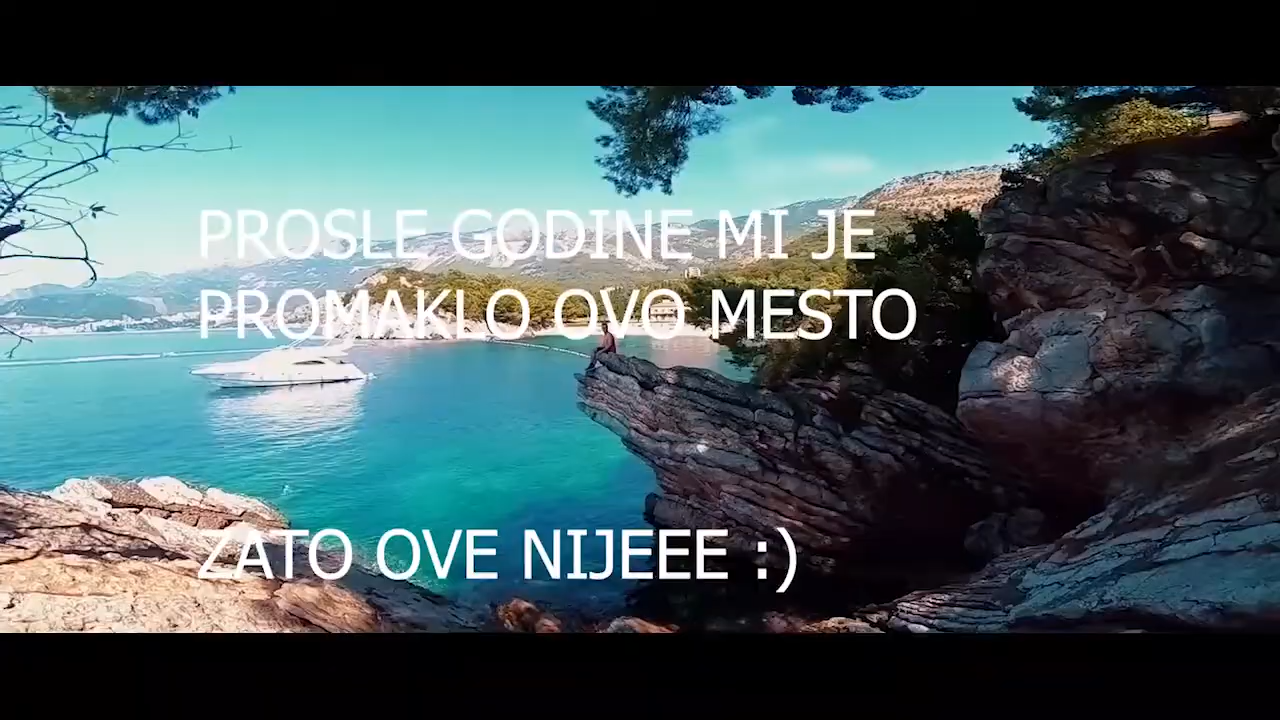 PROSLE GODINE MI JE
PROMAKLO OVO MESTO
ZATO OVE NIJEEE :)